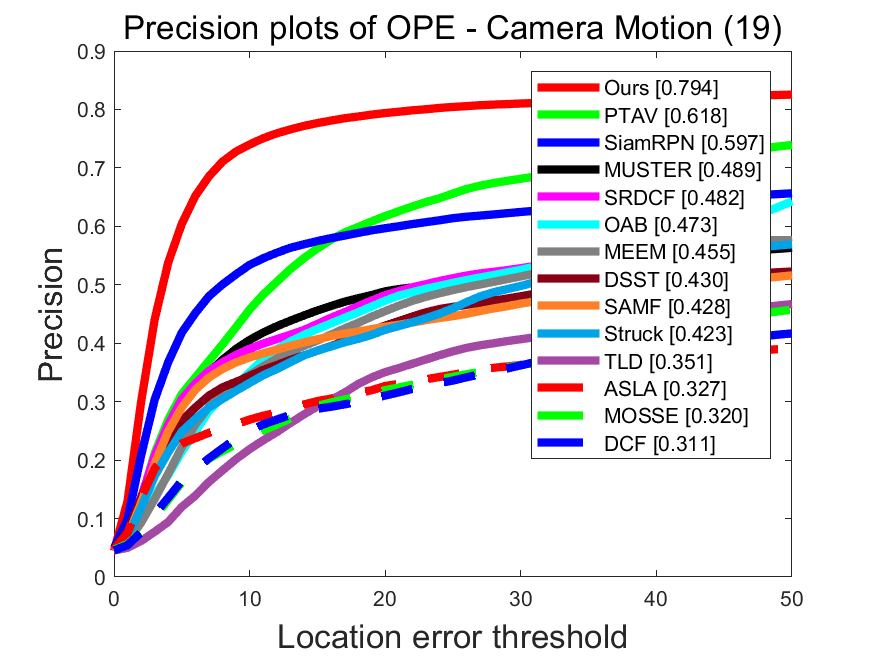 Precision plots of OPE - Camera Motion (19)
0.9
0.8
0.7
0.6
0.5
0.4
0.3
0.2
0.1
0
Precision
Ours [0.794]
PTAV [0.618]
SiamRPN [0.597]
MUSTER [0.489]
SRDCF [0.482]
OAB [0.473]
MEEM [0.455]
DSST [0.430]
SAMF [0.428]
Struck [0.423]
TLD [0.351]
ASLA [0.327]
MOSSE [0.320]
DCF [0.311]
0 10 20 30 40 50
Location error threshold